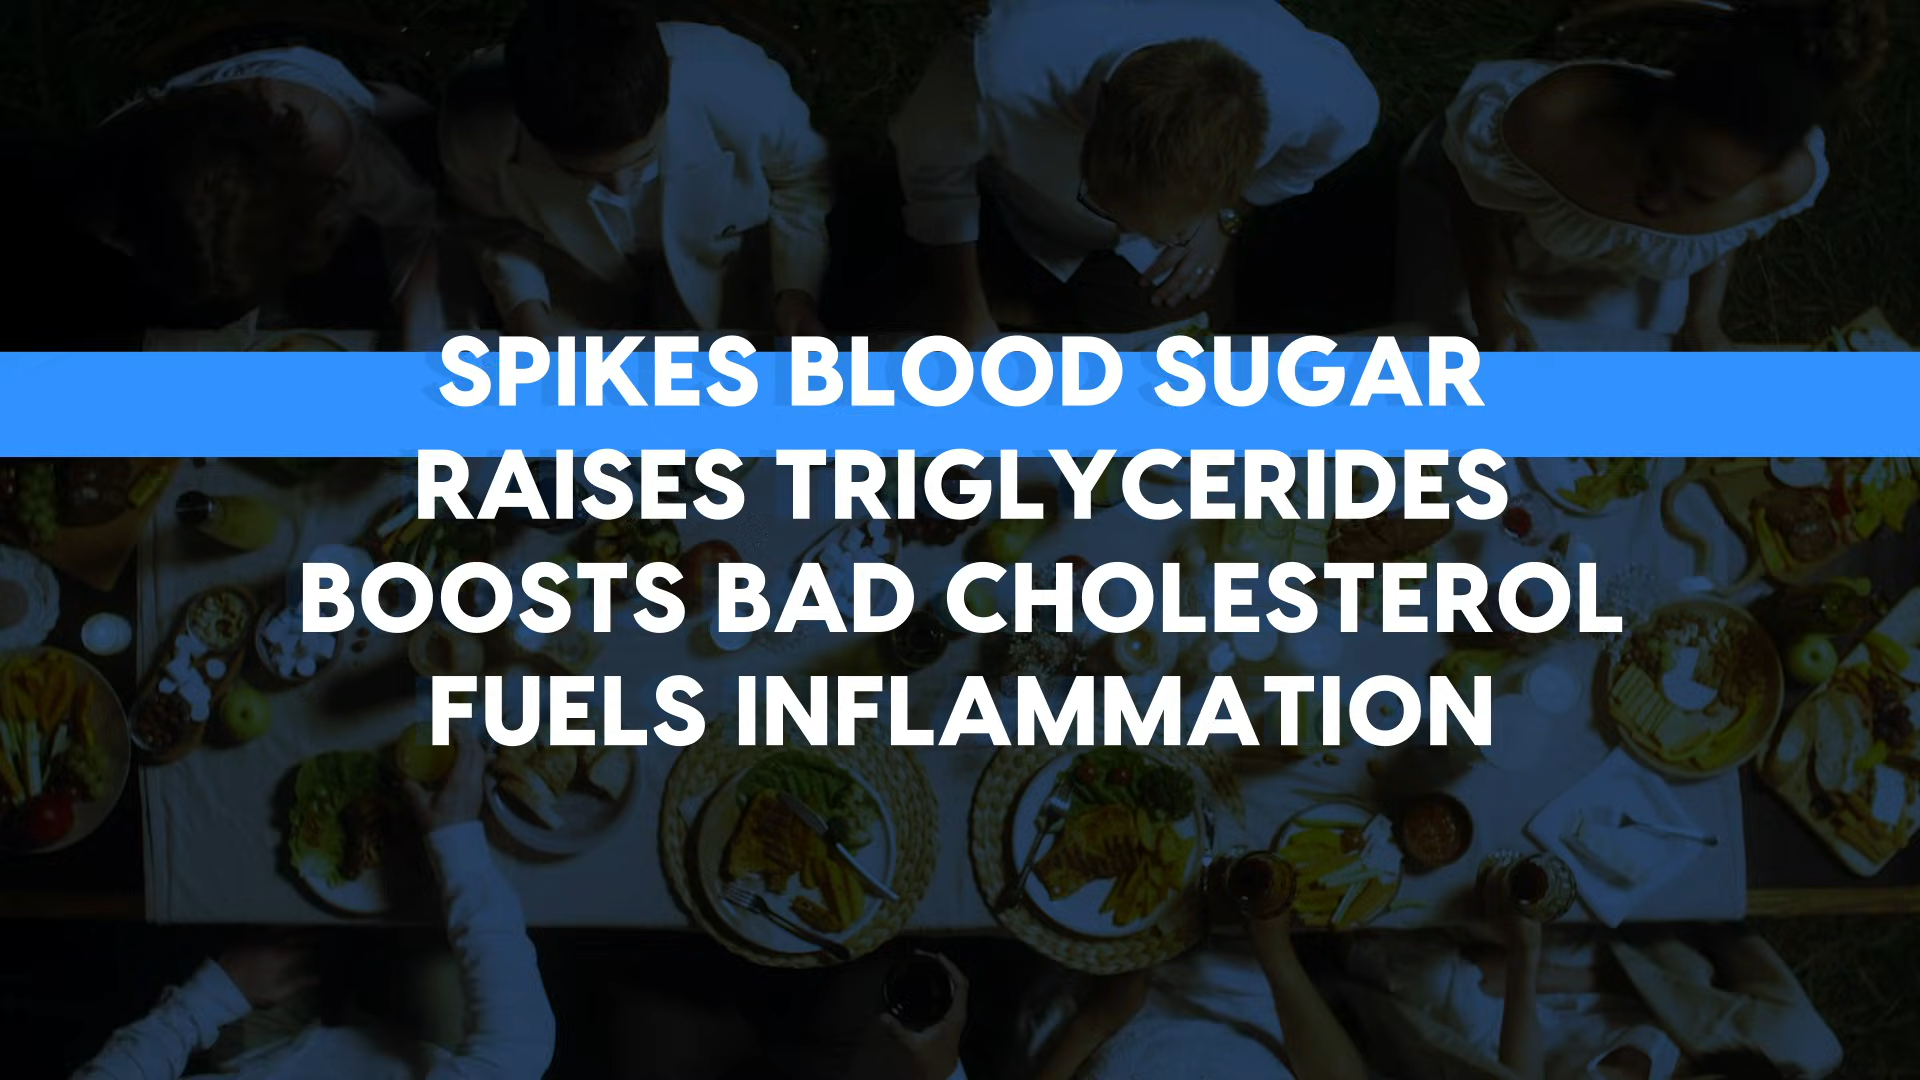 SPIKES BLOOD SUGAR
RAISES TRIGLYCERIDES
BOOSTS BAD CHOLESTEROL
FUELS INFLAMMATION